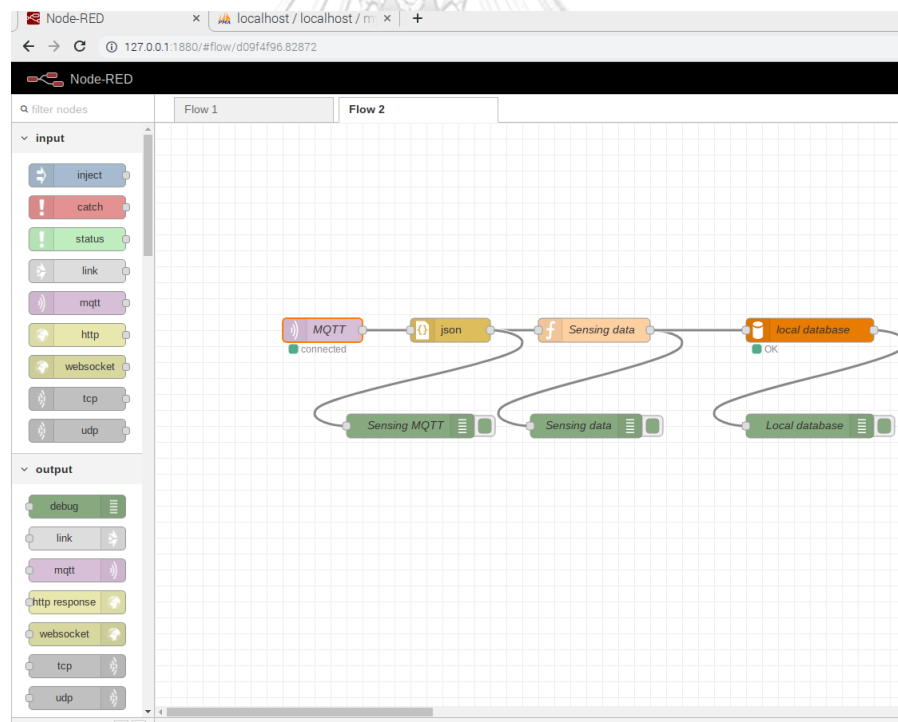 Node-RED
localhost / localhost / m
127.0.0.1:1880/#flow/d09f4f96.82872
Node-RED
filter nodes
Flow 1
Flow 2
input
inject
catch
status
link
mqtt
http
websocket
tcp
udp
output
debug
link
mqtt
http response
websocket
tcp
udp
MQTT
connected
json
Sensing data
local database
OK
Sensing MQTT
Sensing data
Local database